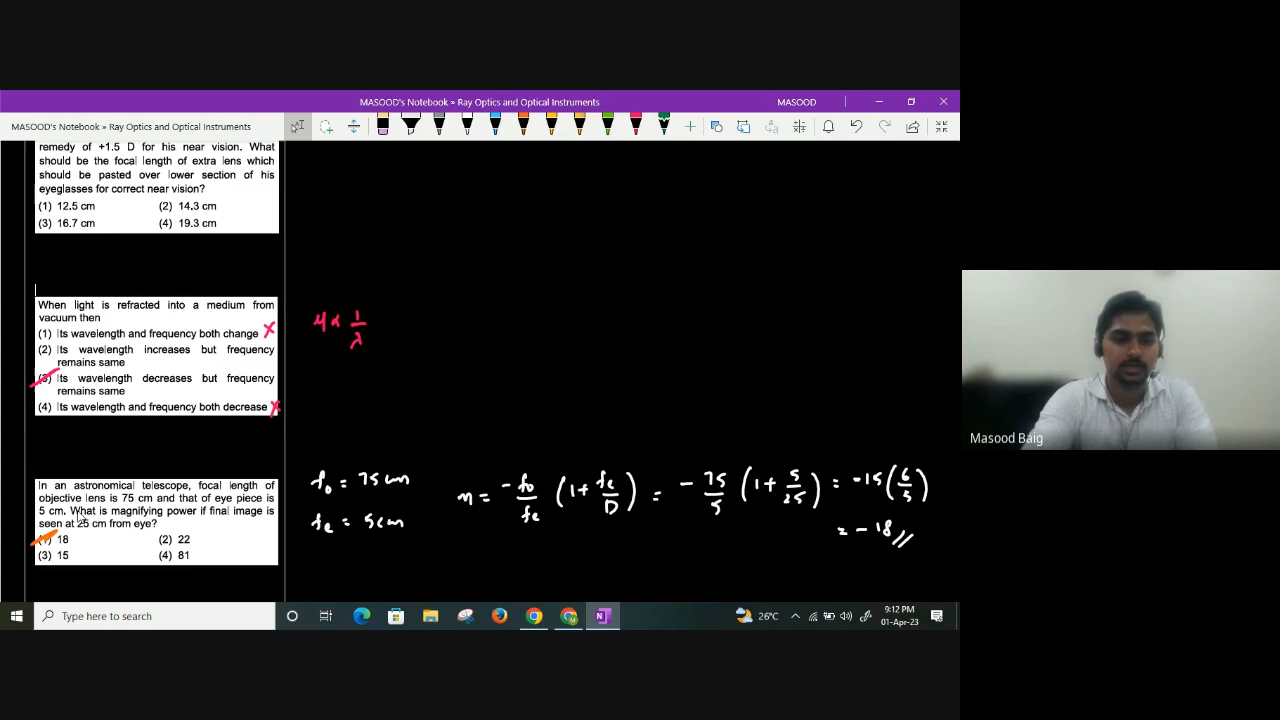 MASOOD's Notebook » Ray Optics and Optical Instruments
MASOOD
MASOOD's Notebook > Ray Optics and Optical Instruments
remedy of +1.5 D for his near vision. What
should be the focal length of extra lens which
should be pasted over lower section of his
eyeglasses for correct near vision?
(1) 12.5 cm (2) 14.3 cm
(3) 16.7 cm (4) 19.3 cm
When light is refracted into a medium from
vacuum then
(1) Its wavelength and frequency both change
(2) Its wavelength increases but frequency
remains same
(3) Its wavelength decreases but frequency
remains same
(4) Its wavelength and frequency both decrease
μ ∝ 1/λ
In an astronomical telescope, focal length of
objective lens is 75 cm and that of eye piece is
5 cm. What is magnifying power if final image is
seen at 25 cm from eye?
(1) 18 (2) 22
(3) 15 (4) 81
fo = 75cm
fe = 5cm
m = -fo/fe (1+fe/D) = -75/5 (1+5/25) = -15(6/5)
= -18//
Masood Baig
Type here to search
26°C
9:12 PM
01-Apr-23